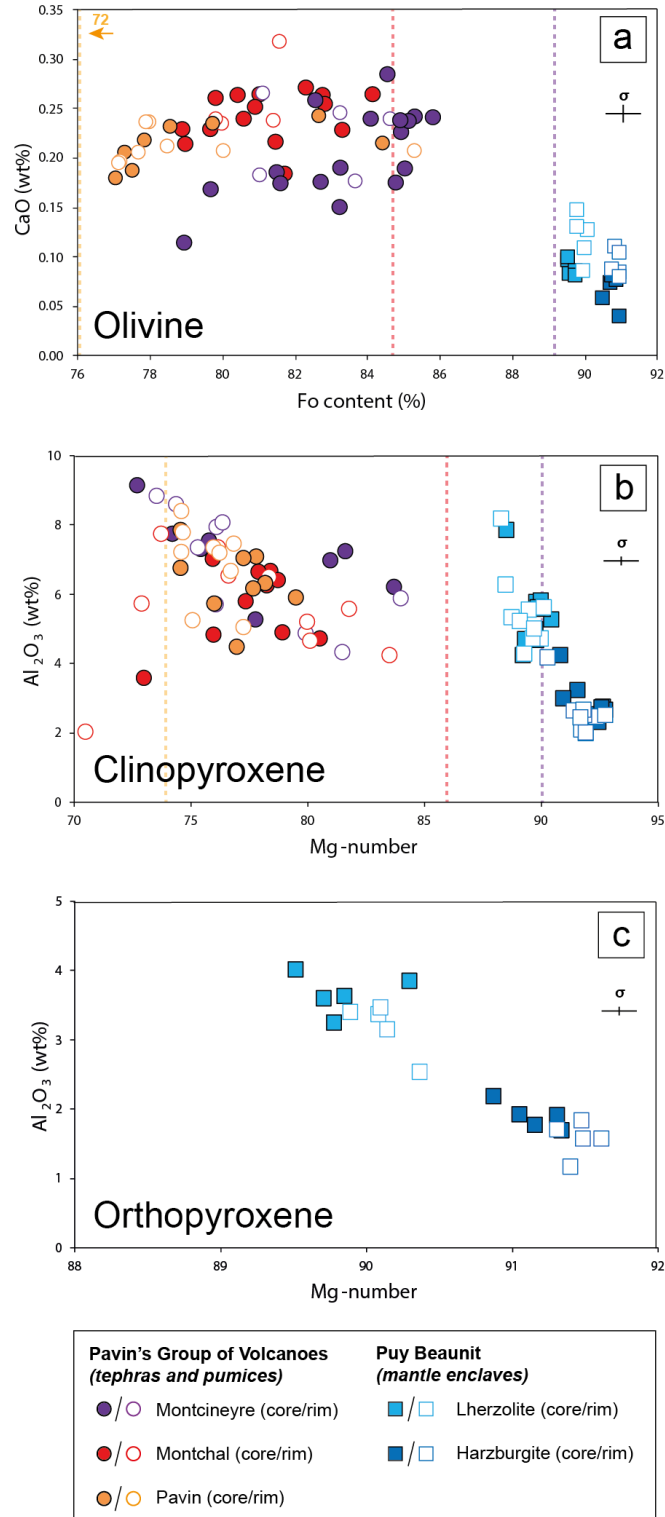 a
72
0.35
0.30
0.25
0.20
0.15
0.10
0.05
0.00
CaO (wt%)
σ
Olivine
76 78 80 82 84 86 88 90 92
Fo content (%)
b
10
8
6
4
2
0
Al₂O₃ (wt%)
σ
Clinopyroxene
70 75 80 85 90 95
Mg-number
c
5
4
3
2
1
0
Al₂O₃ (wt%)
σ
Orthopyroxene
88 89 90 91 92
Mg-number
Pavin's Group of Volcanoes
(tephras and pumices)
/ Montcineyre (core/rim)
/ Montchal (core/rim)
/ Pavin (core/rim)
Puy Beaunit
(mantle enclaves)
/ Lherzolite (core/rim)
/ Harzburgite (core/rim)